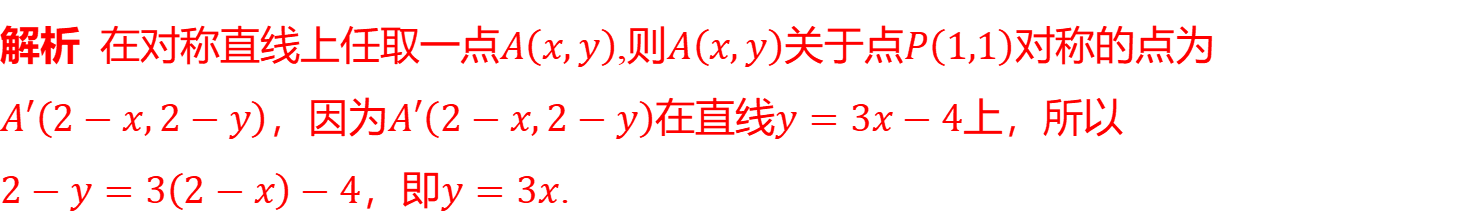 解析 在对称直线上任取一点A(x,y),则A(x,y)关于点P(1,1)对称的点为
A′(2 − x,2 − y)，因为A′(2 − x,2 − y)在直线y = 3x − 4上，所以
2 − y = 3(2 − x) − 4，即y = 3x.